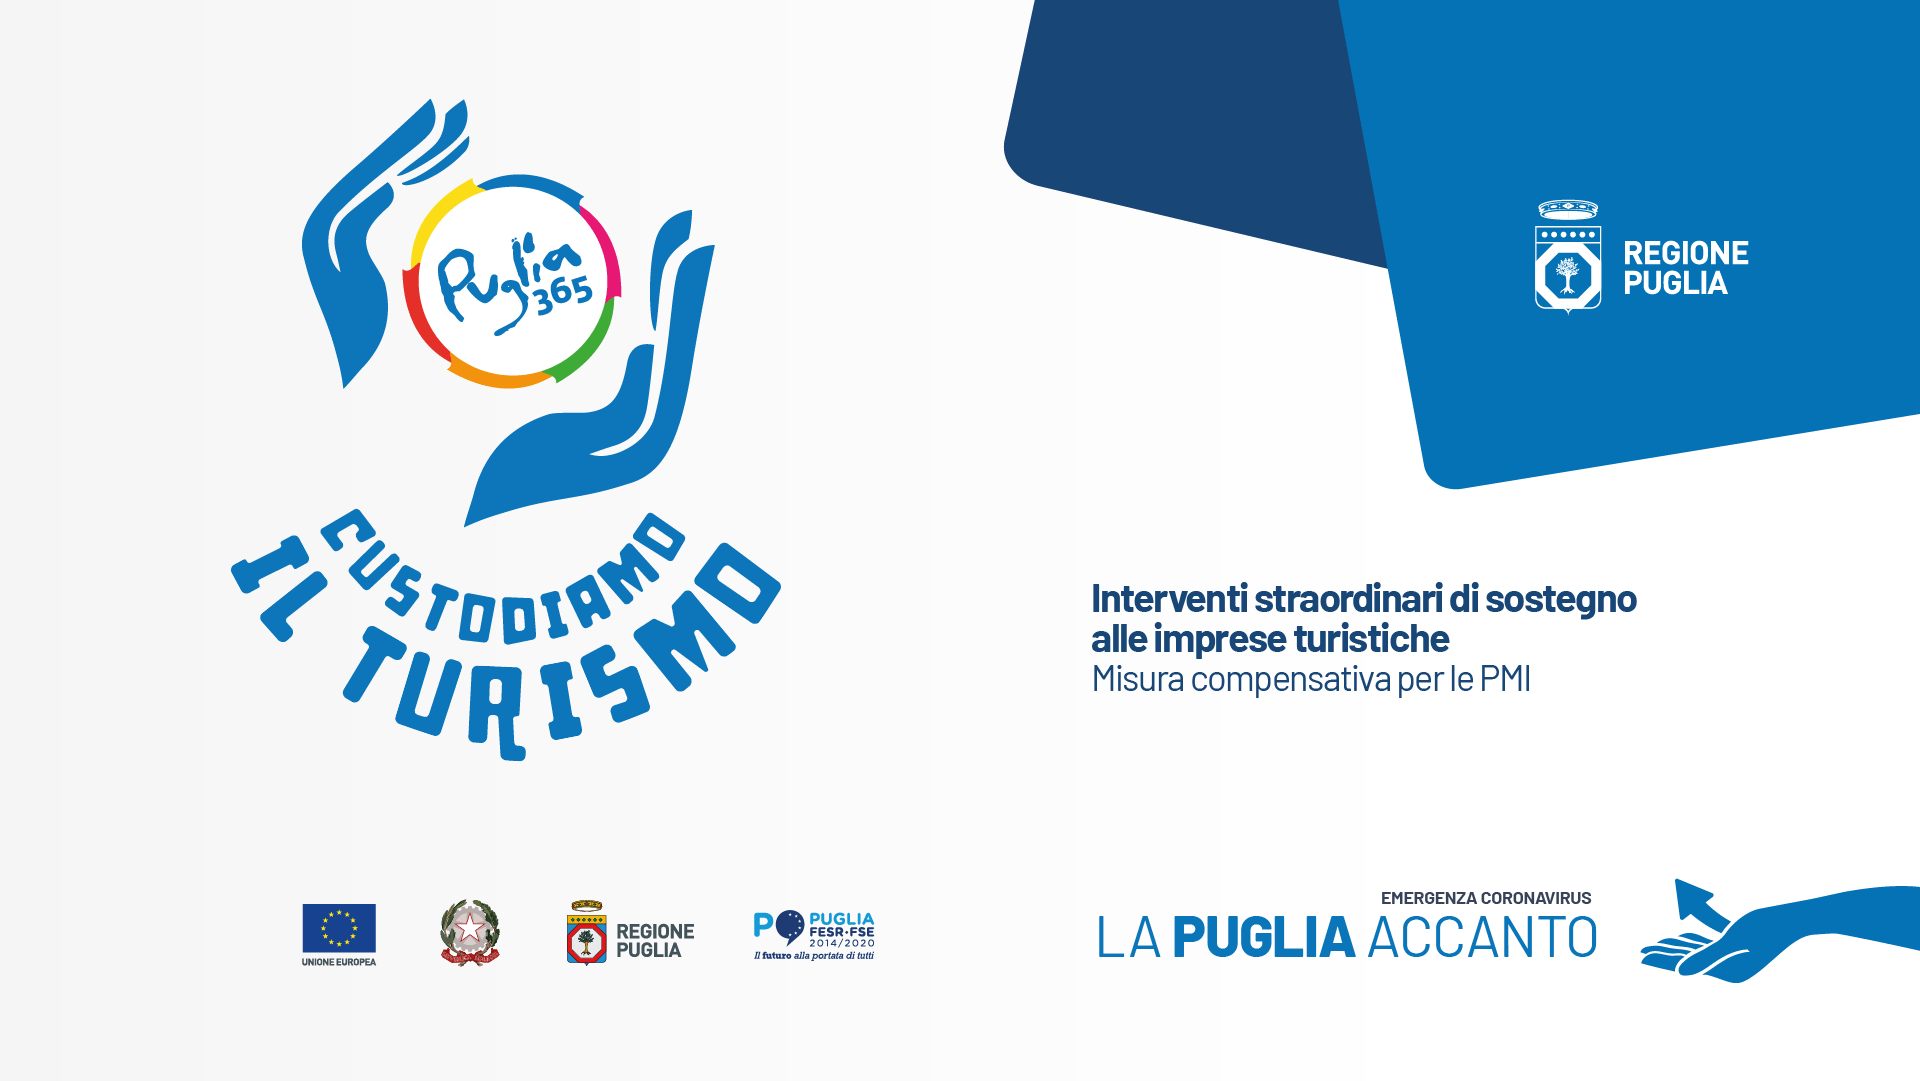 Puglia
365
CUSTODIAMO
IL TURISMO
REGIONE
PUGLIA
Interventi straordinari di sostegno
alle imprese turistiche
Misura compensativa per le PMI
UNIONE EUROPEA
REGIONE
PUGLIA
PO PUGLIA
FESR•FSE
2014/2020
Il futuro alla portata di tutti
EMERGENZA CORONAVIRUS
LA PUGLIA ACCANTO